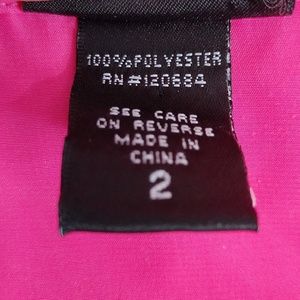 100% POLYESTER
RN #120684
SEE CARE
ON REVERSE
MADE IN
CHINA
2